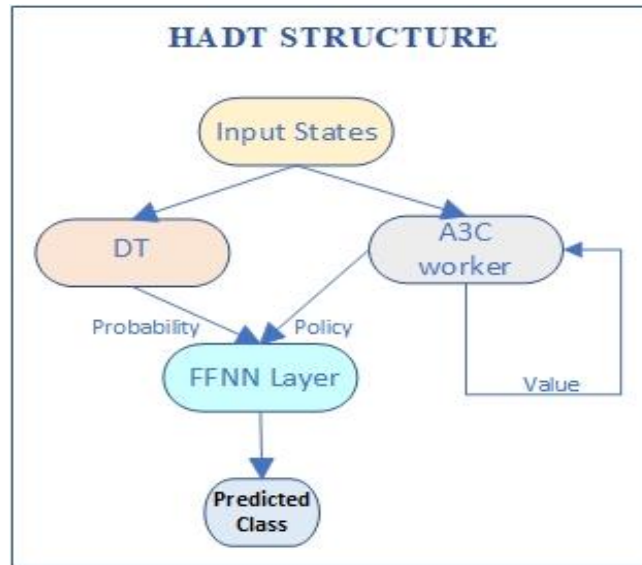 HADT STRUCTURE
Input States
DT
A3C
worker
Probability
Policy
FFNN Layer
Value
Predicted
Class